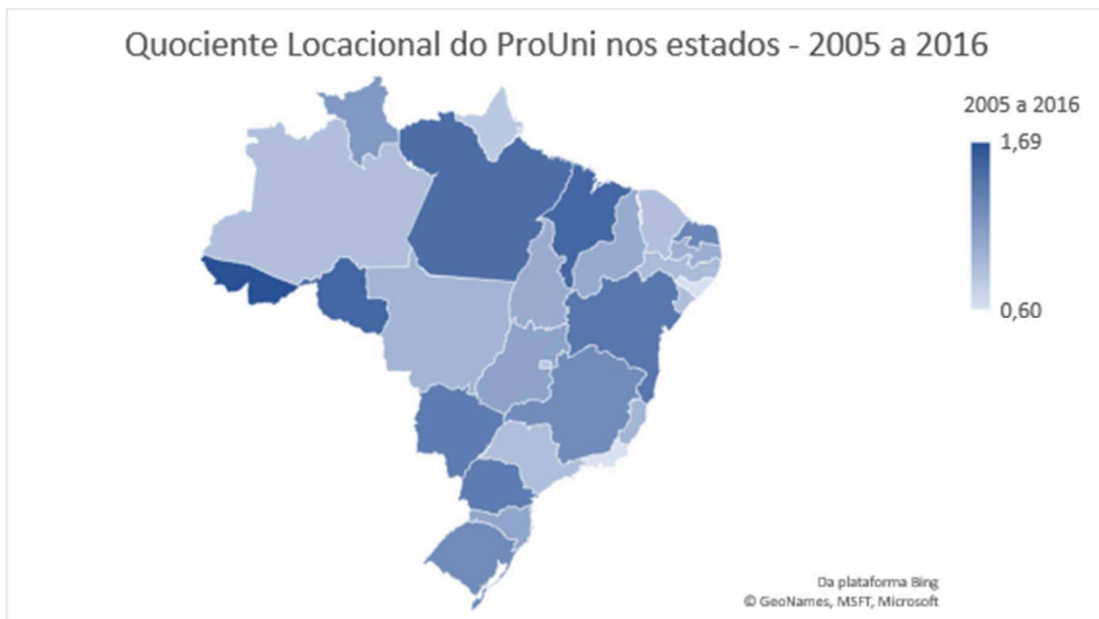 Quociente Locacional do ProUni nos estados - 2005 a 2016
2005 a 2016
1,69
0,60
Da plataforma Bing
© GeoNames, MSFT, Microsoft